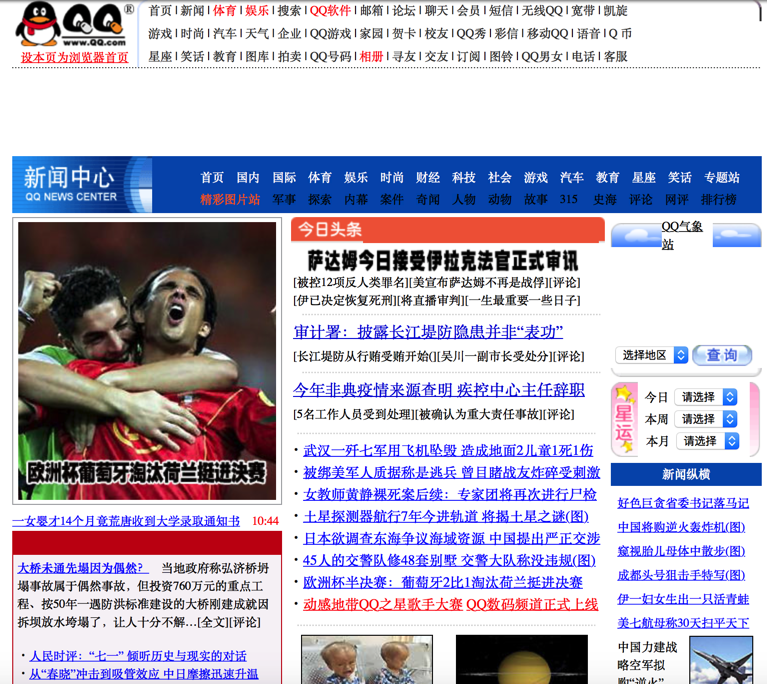 QQ®
www.QQ.com
设本页为浏览器首页
首页 | 新闻 | 体育 | 娱乐 | 搜索 | QQ软件 | 邮箱 | 论坛 | 聊天 | 会员 | 短信 | 无线QQ | 宽带 | 凯旋
游戏 | 时尚 | 汽车 | 天气 | 企业 | QQ游戏 | 家园 | 贺卡 | 校友 | QQ秀 | 彩信 | 移动QQ | 语音 | Q 币
星座 | 笑话 | 教育 | 图库 | 拍卖 | QQ号码 | 相册 | 寻友 | 交友 | 订阅 | 图铃 | QQ男女 | 电话 | 客服
新闻中心
QQ NEWS CENTER
首页 国内 国际 体育 娱乐 时尚 财经 科技 社会 游戏 汽车 教育 星座 笑话 专题站
精彩图片站 军事 探索 内幕 案件 奇闻 人物 动物 故事 315 史海 评论 网评 排行榜
欧洲杯葡萄牙淘汰荷兰挺进决赛
一女婴才14个月竟荒唐收到大学录取通知书 10:44
大桥未通先塌因为偶然? 当地政府称弘济桥坍
塌事故属于偶然事故，但投资760万元的重点工
程、按50年一遇防洪标准建设的大桥刚建成就因
拆坝放水垮塌了，让人十分不解...[全文][评论]
· 人民时评：“七一” 倾听历史与现实的对话
· 从“春晓”冲击到吸管效应 中日摩擦迅速升温
今日头条
萨达姆今日接受伊拉克法官正式审讯
[被控12项反人类罪名][美宣布萨达姆不再是战俘][评论]
[伊已决定恢复死刑][将直播审判][一生最重要一些日子]
审计署：披露长江堤防隐患并非“表功”
[长江堤防从行贿受贿开始()[吴川一副市长受处分][评论]
今年非典疫情来源查明 疾控中心主任辞职
[5名工作人员受到处理][被确认为重大责任事故][评论]
· 武汉一歼七军用飞机坠毁 造成地面2儿童1死1伤
· 被绑美军人质据称是逃兵 曾目睹战友炸碎受刺激
· 女教师黄静裸死案后续：专家团将再次进行尸检
· 土星探测器航行7年今进轨道 将揭土星之谜(图)
· 日本欲调查东海争议海域资源 中国提出严正交涉
· 45人的交警队修48套别墅 交警大队称没违规(图)
· 欧洲杯半决赛：葡萄牙2比1淘汰荷兰挺进决赛
· 动感地带QQ之星歌手大赛 QQ数码频道正式上线
QQ气象
站
选择地区 查 询
星运
今日 请选择
本周 请选择
本月 请选择
新闻纵横
好色巨贪省委书记落马记
中国将购逆火轰炸机(图)
窥视胎儿母体中散步(图)
成都头号狙击手特写(图)
伊一妇女生出一只活青蛙
美七航母称30天扫平天下
中国力建战
略空军拟
购“逆火”